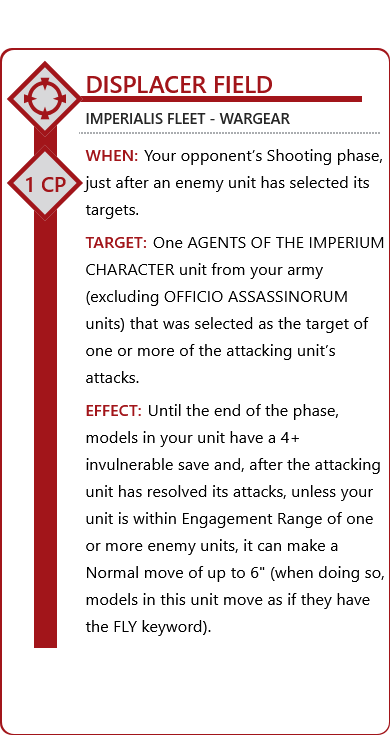 DISPLACER FIELD
IMPERIALIS FLEET - WARGEAR
WHEN: Your opponent’s Shooting phase,
1 CP
just after an enemy unit has selected its
targets.
TARGET: One AGENTS OF THE IMPERIUM
CHARACTER unit from your army
(excluding OFFICIO ASSASSINORUM
units) that was selected as the target of
one or more of the attacking unit’s
attacks.
EFFECT: Until the end of the phase,
models in your unit have a 4+
invulnerable save and, after the attacking
unit has resolved its attacks, unless your
unit is within Engagement Range of one
or more enemy units, it can make a
Normal move of up to 6" (when doing so,
models in this unit move as if they have
the FLY keyword).